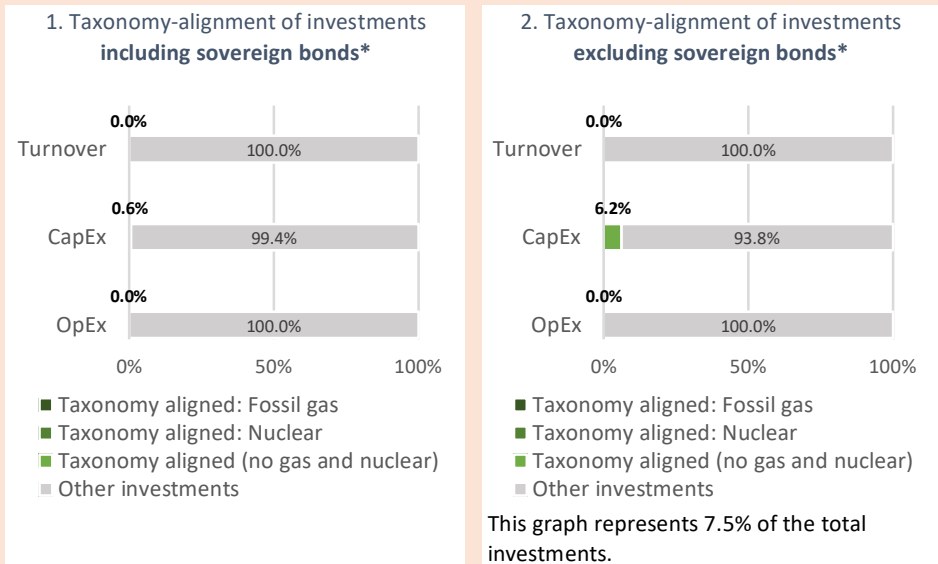 1. Taxonomy-alignment of investments
including sovereign bonds*
0.0%
Turnover
100.0%
0.6%
CapEx
99.4%
0.0%
OpEx
100.0%
0%
50%
100%
Taxonomy aligned: Fossil gas
Taxonomy aligned: Nuclear
Taxonomy aligned (no gas and nuclear)
Other investments
2. Taxonomy-alignment of investments
excluding sovereign bonds*
0.0%
Turnover
100.0%
6.2%
CapEx
93.8%
0.0%
OpEx
100.0%
0%
50%
100%
Taxonomy aligned: Fossil gas
Taxonomy aligned: Nuclear
Taxonomy aligned (no gas and nuclear)
Other investments
This graph represents 7.5% of the total
investments.